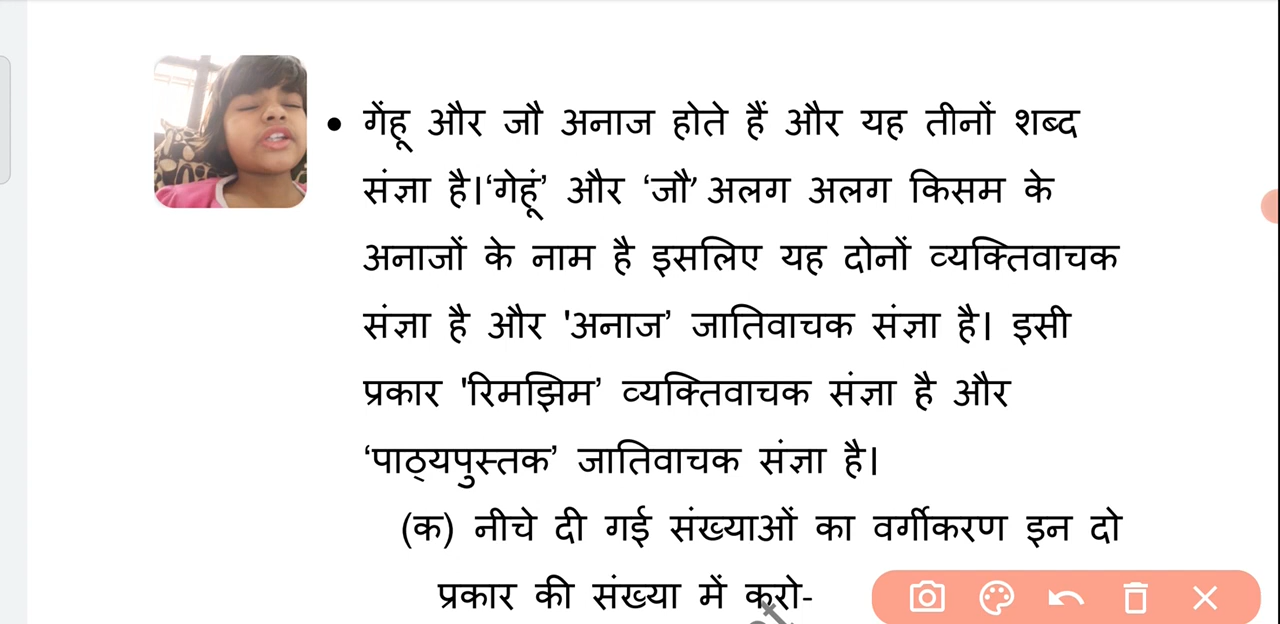 • गेंहू और जौ अनाज होते हैं और यह तीनों शब्द
संज्ञा है।‘गेहूं’ और ‘जौ’ अलग अलग किसम के
अनाजों के नाम है इसलिए यह दोनों व्यक्तिवाचक
संज्ञा है और 'अनाज’ जातिवाचक संज्ञा है। इसी
प्रकार 'रिमझिम’ व्यक्तिवाचक संज्ञा है और
‘पाठ्यपुस्तक’ जातिवाचक संज्ञा है।
(क) नीचे दी गई संख्याओं का वर्गीकरण इन दो
प्रकार की संख्या में करो-